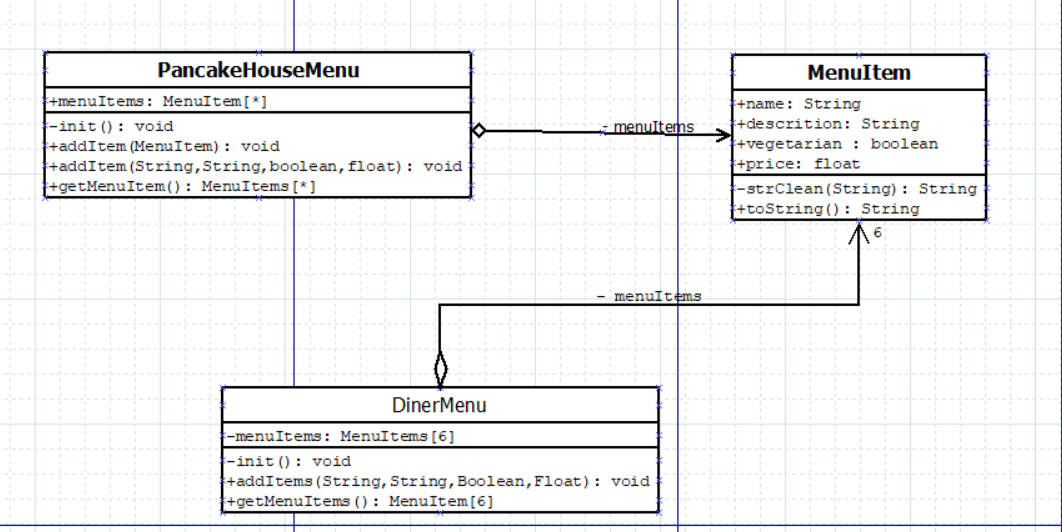 PancakeHouseMenu
+menuItems: MenuItem[*]
-init(): void
+addItem(MenuItem): void
+addItem(String,String,boolean,float): void
+getMenuItem(): MenuItems[*]
- menuItems
MenuItem
+name: String
+descrition: String
+vegetarian : boolean
+price: float
-strClean(String): String
+toString(): String
6
- menuItems
DinerMenu
-menuItems: MenuItems[6]
-init(): void
+addItems(String,String,Boolean,Float): void
+getMenuItems(): MenuItem[6]